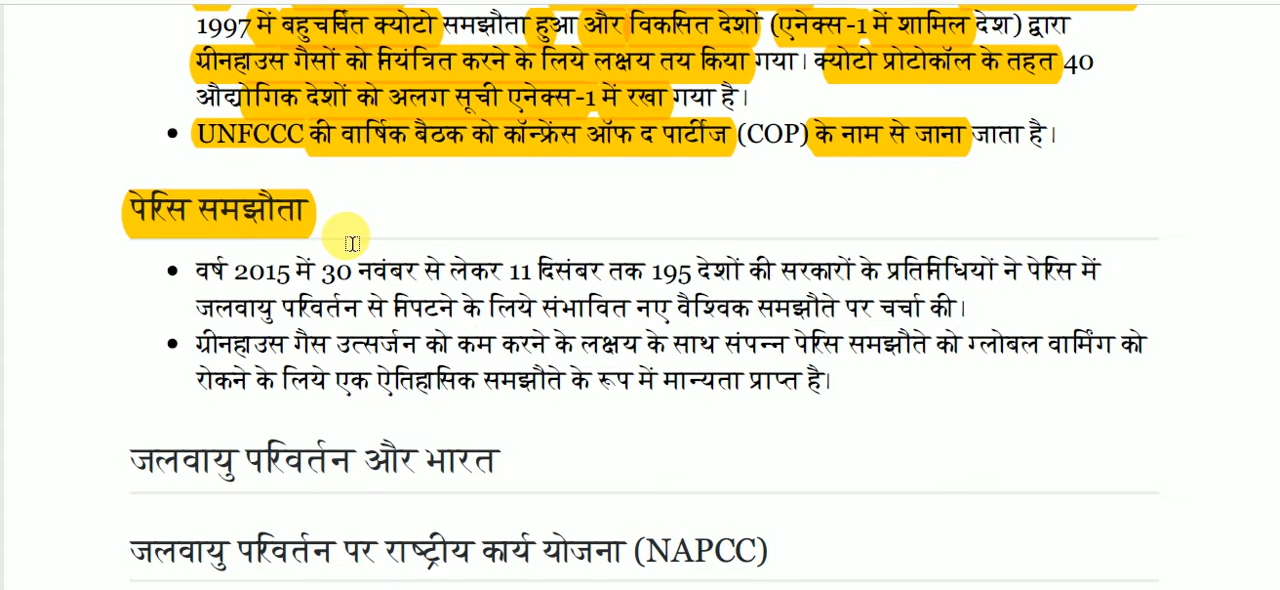 1997 में बहुचर्चित क्योटो समझौता हुआ और विकसित देशों (एनेक्स-1 में शामिल देश) द्वारा
ग्रीनहाउस गैसों को नियंत्रित करने के लिये लक्ष्य तय किया गया। क्योटो प्रोटोकॉल के तहत 40
औद्योगिक देशों को अलग सूची एनेक्स-1 में रखा गया है।
• UNFCCC की वार्षिक बैठक को कॉन्फ्रेंस ऑफ द पार्टीज (COP) के नाम से जाना जाता है।
पेरिस समझौता
• वर्ष 2015 में 30 नवंबर से लेकर 11 दिसंबर तक 195 देशों की सरकारों के प्रतिनिधियों ने पेरिस में
जलवायु परिवर्तन से निपटने के लिये संभावित नए वैश्विक समझौते पर चर्चा की।
• ग्रीनहाउस गैस उत्सर्जन को कम करने के लक्ष्य के साथ संपन्न पेरिस समझौते को ग्लोबल वार्मिंग को
रोकने के लिये एक ऐतिहासिक समझौते के रूप में मान्यता प्राप्त है।
जलवायु परिवर्तन और भारत
जलवायु परिवर्तन पर राष्ट्रीय कार्य योजना (NAPCC)